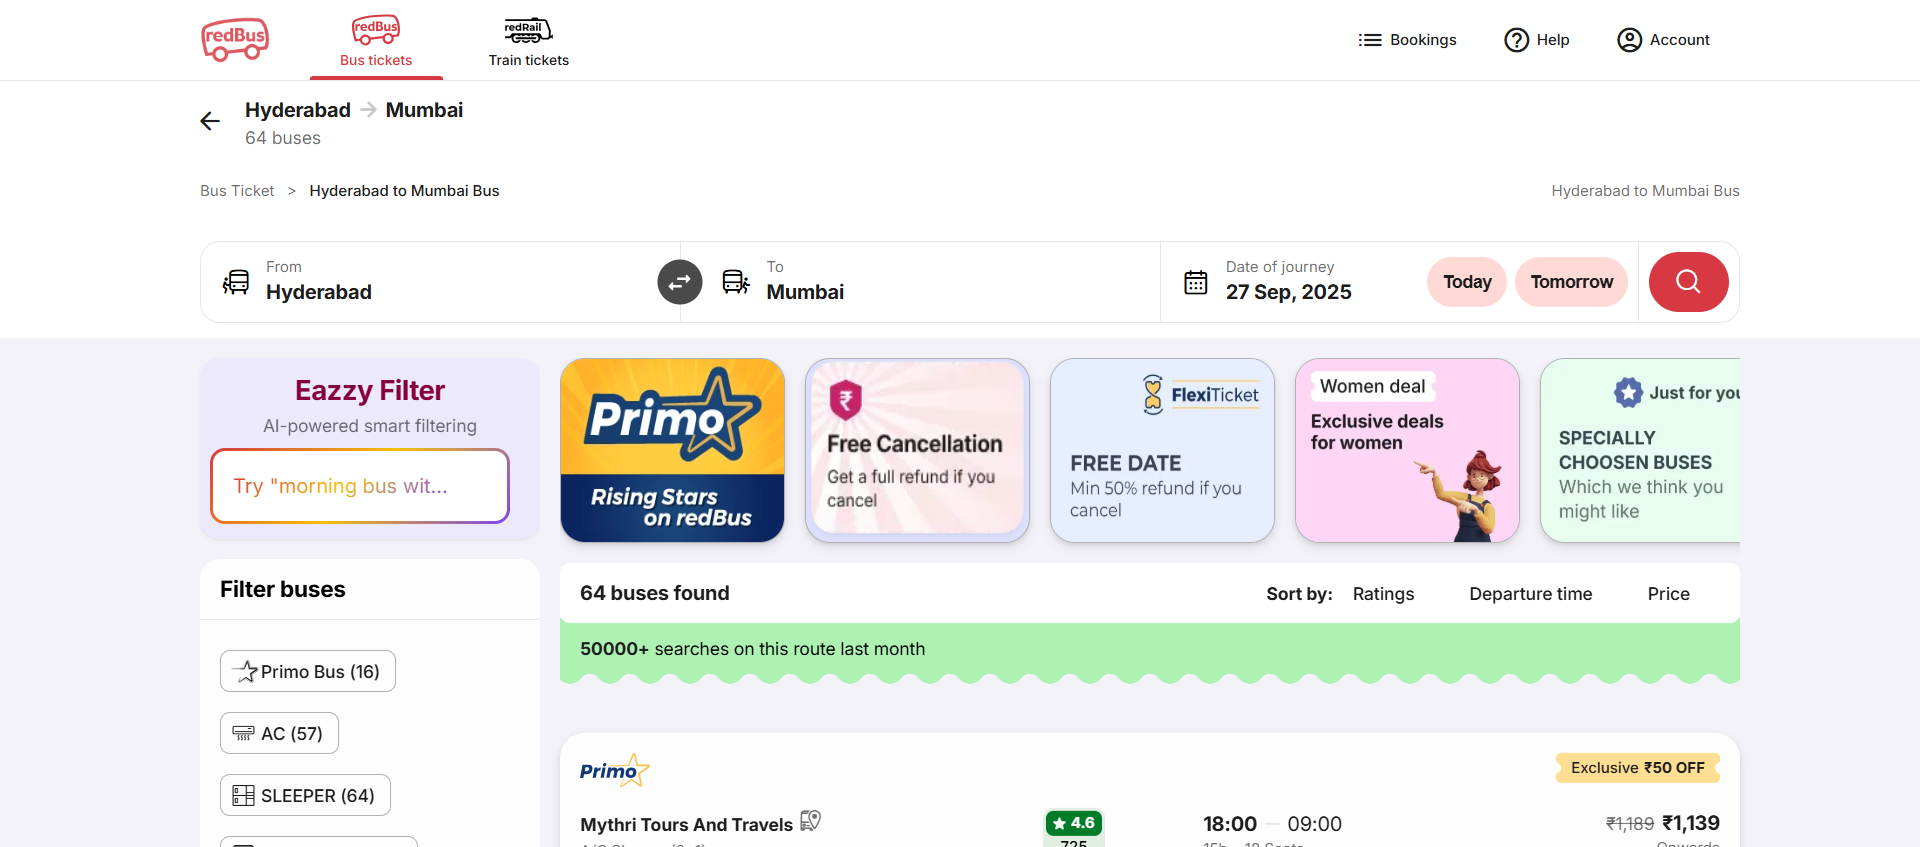 redBus
redBus
Bus tickets
redRail
Train tickets
Bookings
Help
Account
Hyderabad → Mumbai
64 buses
Bus Ticket > Hyderabad to Mumbai Bus
Hyderabad to Mumbai Bus
From
Hyderabad
To
Mumbai
Date of journey
27 Sep, 2025
Today
Tomorrow
Eazzy Filter
AI-powered smart filtering
Try "morning bus wit...
Primo
Rising Stars
on redBus
Free Cancellation
Get a full refund if you
cancel
FlexiTicket
FREE DATE
Min 50% refund if you
cancel
Women deal
Exclusive deals
for women
Just for you
SPECIALLY
CHOOSEN BUSES
Which we think you
might like
Filter buses
Primo Bus (16)
AC (57)
SLEEPER (64)
64 buses found
Sort by: Ratings Departure time Price
50000+ searches on this route last month
Primo
Exclusive ₹50 OFF
Mythri Tours And Travels
4.6
725
18:00 — 09:00
₹1,189 ₹1,139
Onwards